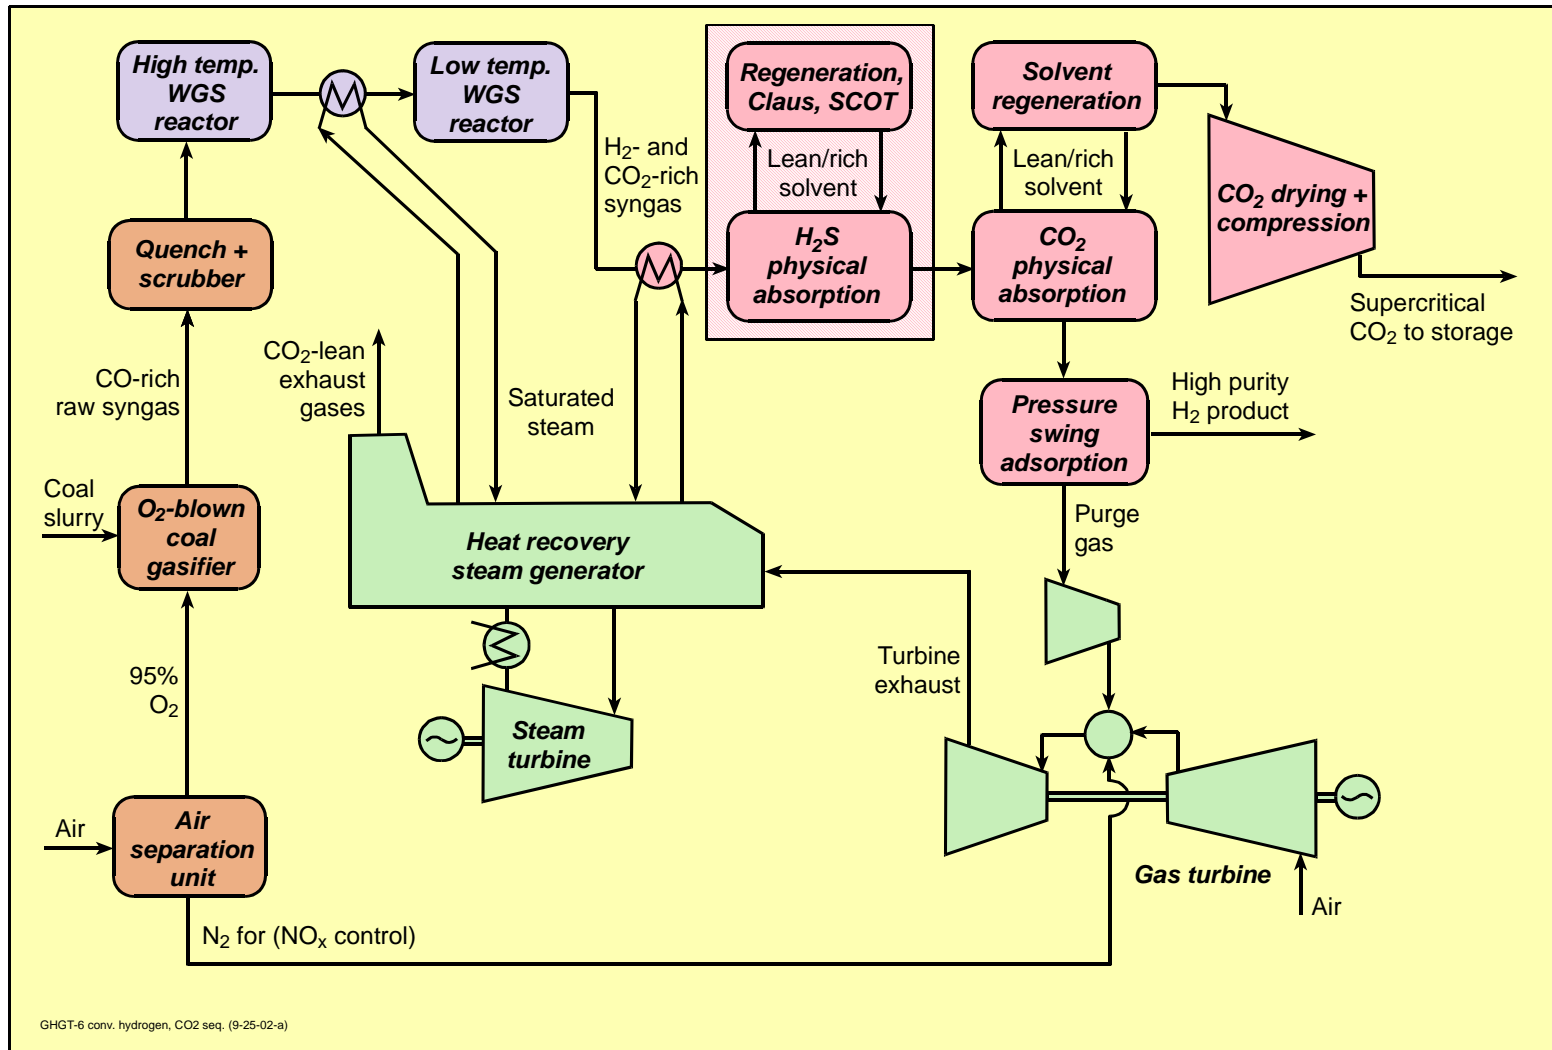 High temp.
WGS
reactor
Low temp.
WGS
reactor
Regeneration,
Claus, SCOT
Solvent
regeneration
H₂- and
CO₂-rich
syngas
Lean/rich
solvent
Lean/rich
solvent
CO₂ drying +
compression
Quench +
scrubber
H₂S
physical
absorption
CO₂
physical
absorption
Supercritical
CO₂ to storage
CO-rich
raw syngas
CO₂-lean
exhaust
gases
Saturated
steam
Pressure
swing
adsorption
High purity
H₂ product
Coal
slurry
O₂-blown
coal
gasifier
Heat recovery
steam generator
Purge
gas
95%
O₂
Turbine
exhaust
Steam
turbine
Air
Air
separation
unit
Gas turbine
Air
N₂ for (NOₓ control)
GHGT-6 conv. hydrogen, CO2 seq. (9-25-02-a)